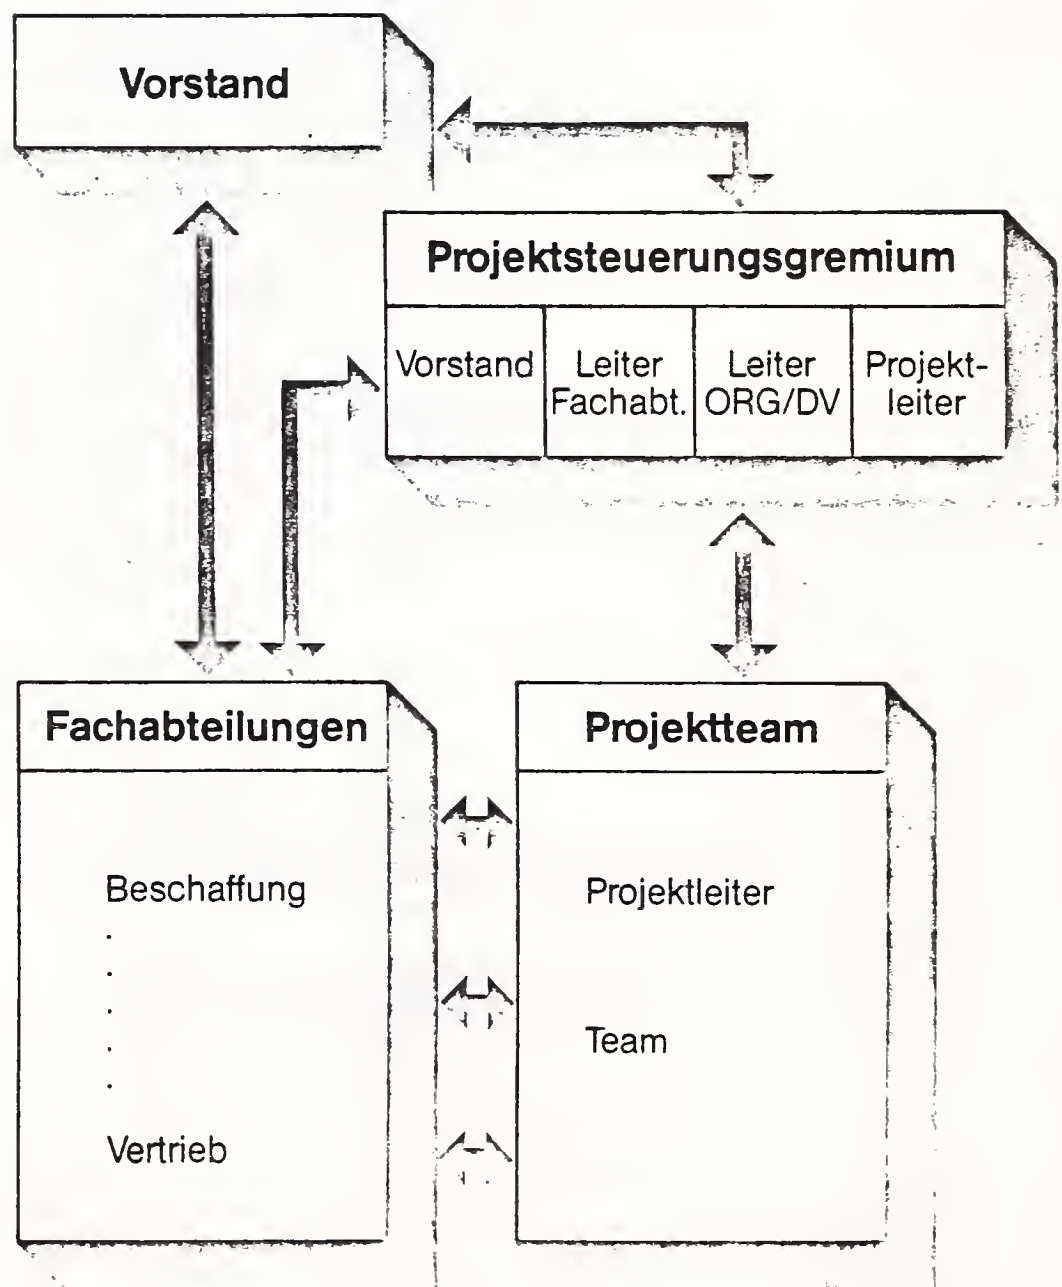 Vorstand
Projektsteuerungsgremium
Vorstand
Leiter
Fachabt.
Leiter
ORG/DV
Projekt-
leiter
Fachabteilungen
Beschaffung
.
.
.
.
.
Vertrieb
Projektteam
Projektleiter
Team